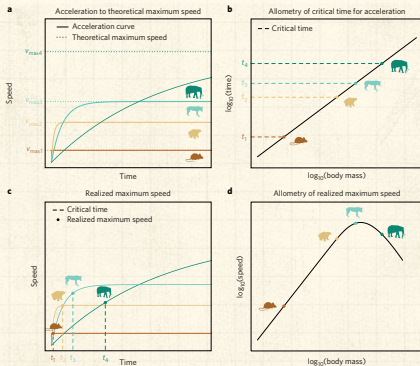 a
Acceleration to theoretical maximum speed
Acceleration curve
Theoretical maximum speed
vmax4
vmax3
vmax2
vmax1
Speed
Time
b
Allometry of critical time for acceleration
Critical time
t4
t3
t2
t1
log10(time)
log10(body mass)
c
Realized maximum speed
Critical time
Realized maximum speed
Speed
t1 t2 t3 t4
Time
d
Allometry of realized maximum speed
log10(speed)
log10(body mass)